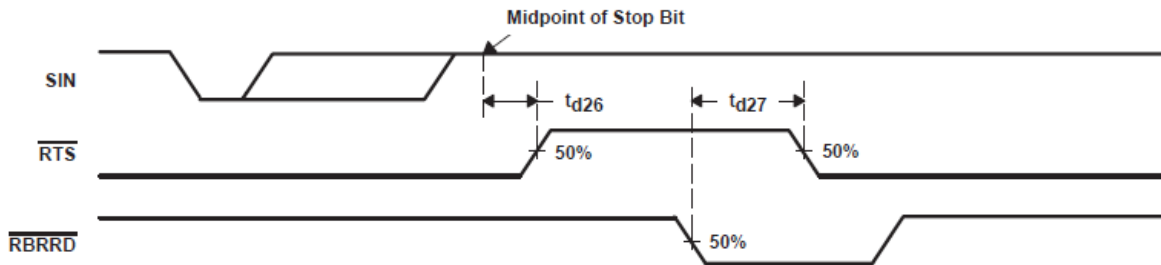 Midpoint of Stop Bit
SIN
td26
td27
RTS
50%
50%
RBRRD
50%